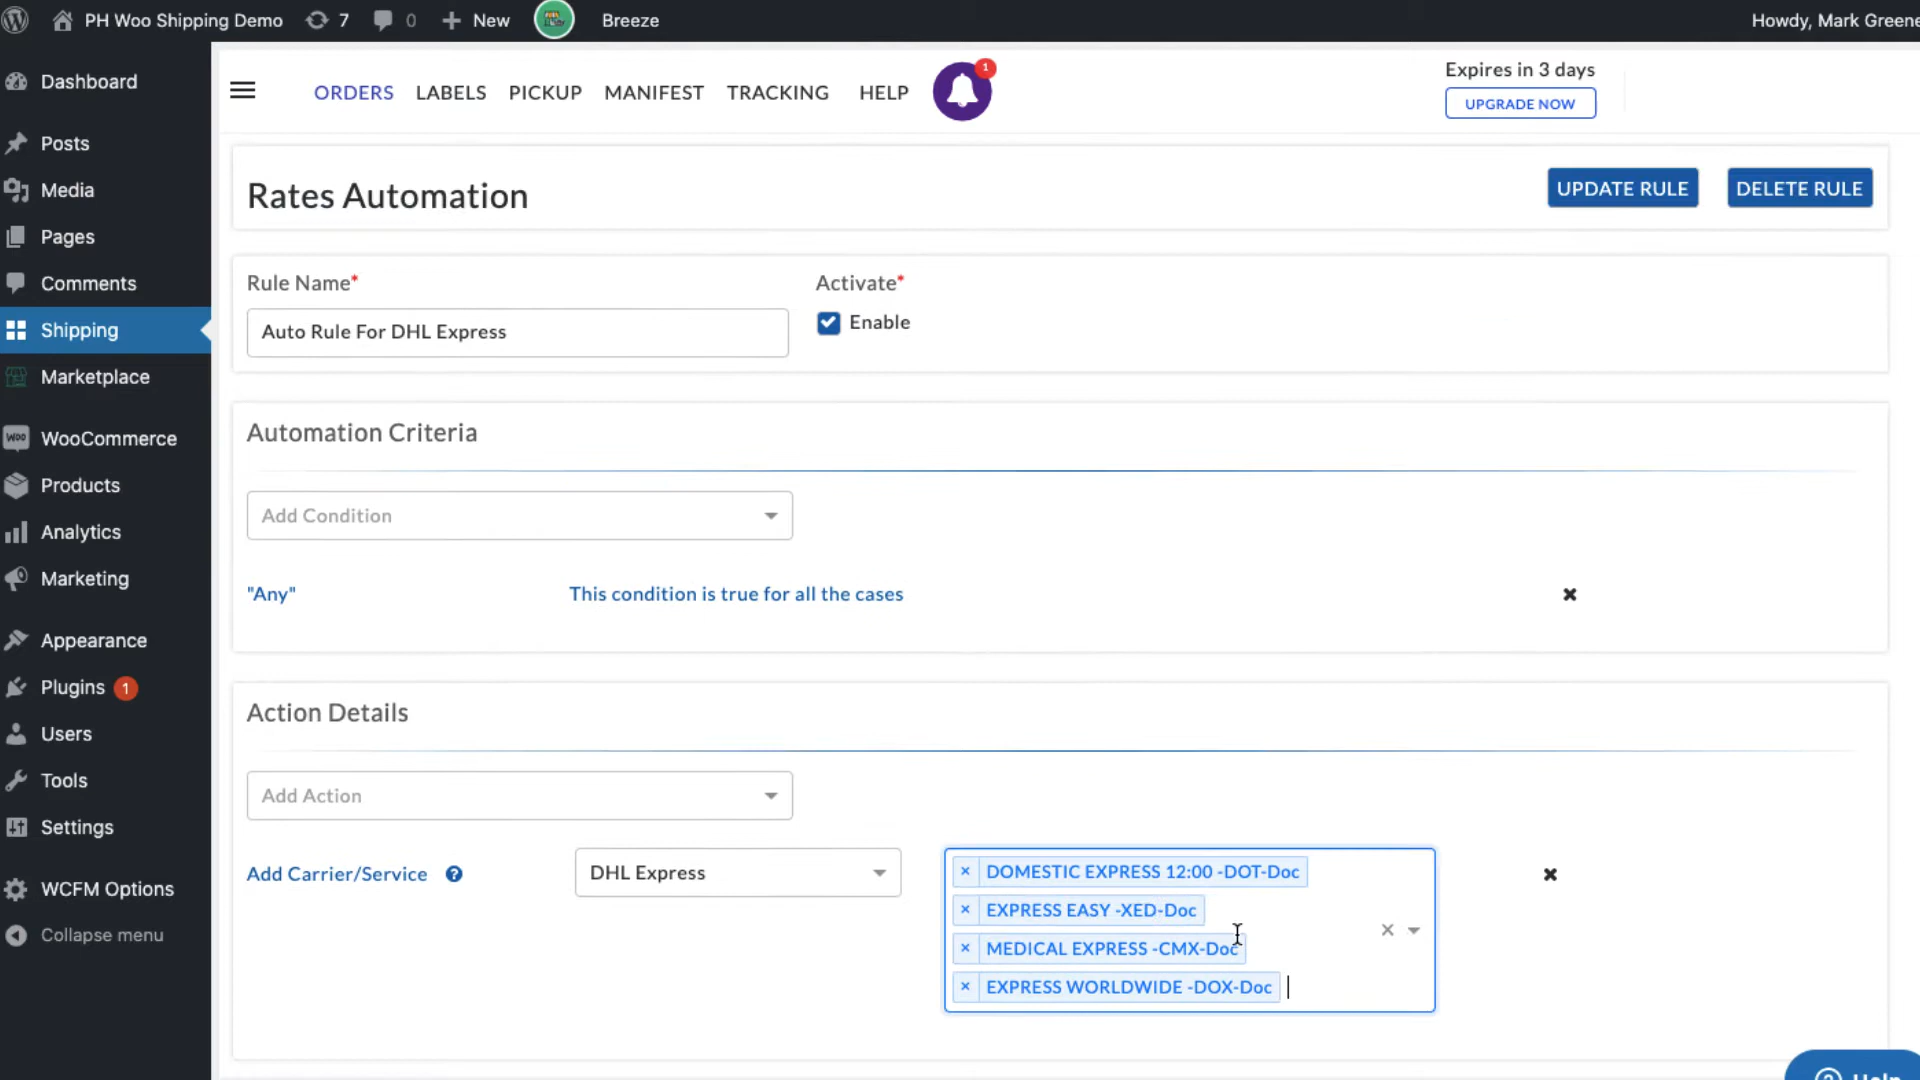 PH Woo Shipping Demo 7 0 New Breeze Howdy, Mark Greene
Dashboard
Posts
Media
Pages
Comments
Shipping
Marketplace
WOO WooCommerce
Products
Analytics
Marketing
Appearance
Plugins 1
Users
Tools
Settings
WCFM Options
Collapse menu
ORDERS LABELS PICKUP MANIFEST TRACKING HELP 1
Expires in 3 days
UPGRADE NOW
Rates Automation
UPDATE RULE DELETE RULE
Rule Name* Activate*
Auto Rule For DHL Express Enable
Automation Criteria
Add Condition
"Any" This condition is true for all the cases
Action Details
Add Action
Add Carrier/Service ? DHL Express
× DOMESTIC EXPRESS 12:00 -DOT-Doc
× EXPRESS EASY -XED-Doc
× MEDICAL EXPRESS -CMX-Doc
× EXPRESS WORLDWIDE -DOX-Doc
Help